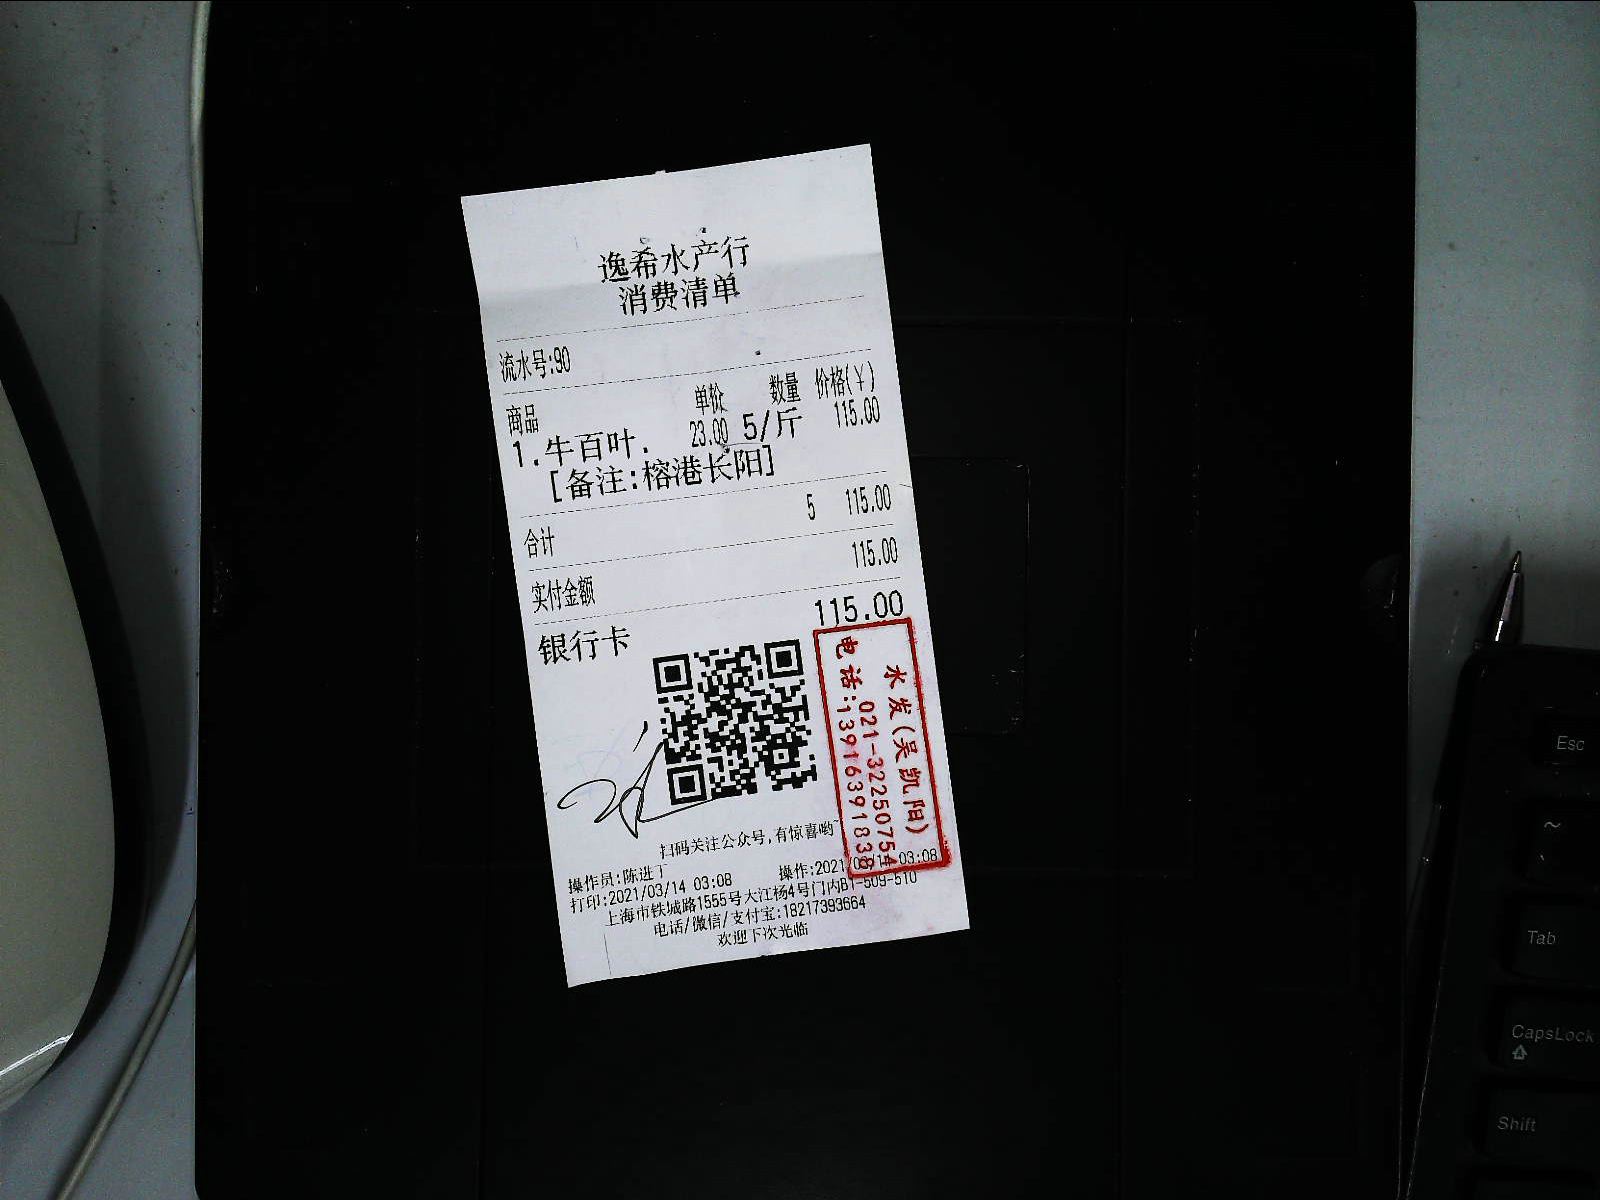 逸希水产行
消费清单
流水号:90
商品 单价 数量 价格(¥)
1.牛百叶. 23.00 5/斤 115.00
[备注:榕港长阳]
合计 5 115.00
实付金额 115.00
银行卡 115.00
水发(吴凯阳)
021-32250754
电话:13916391838
扫码关注公众号,有惊喜哟~
操作员:陈进丁 操作:2021/03/14 03:08
打印:2021/03/14 03:08
上海市铁城路1555号大江杨4号门内B1-509-510
电话/微信/支付宝:18217393664
欢迎下次光临
Esc
~
Tab
CapsLock
Shift